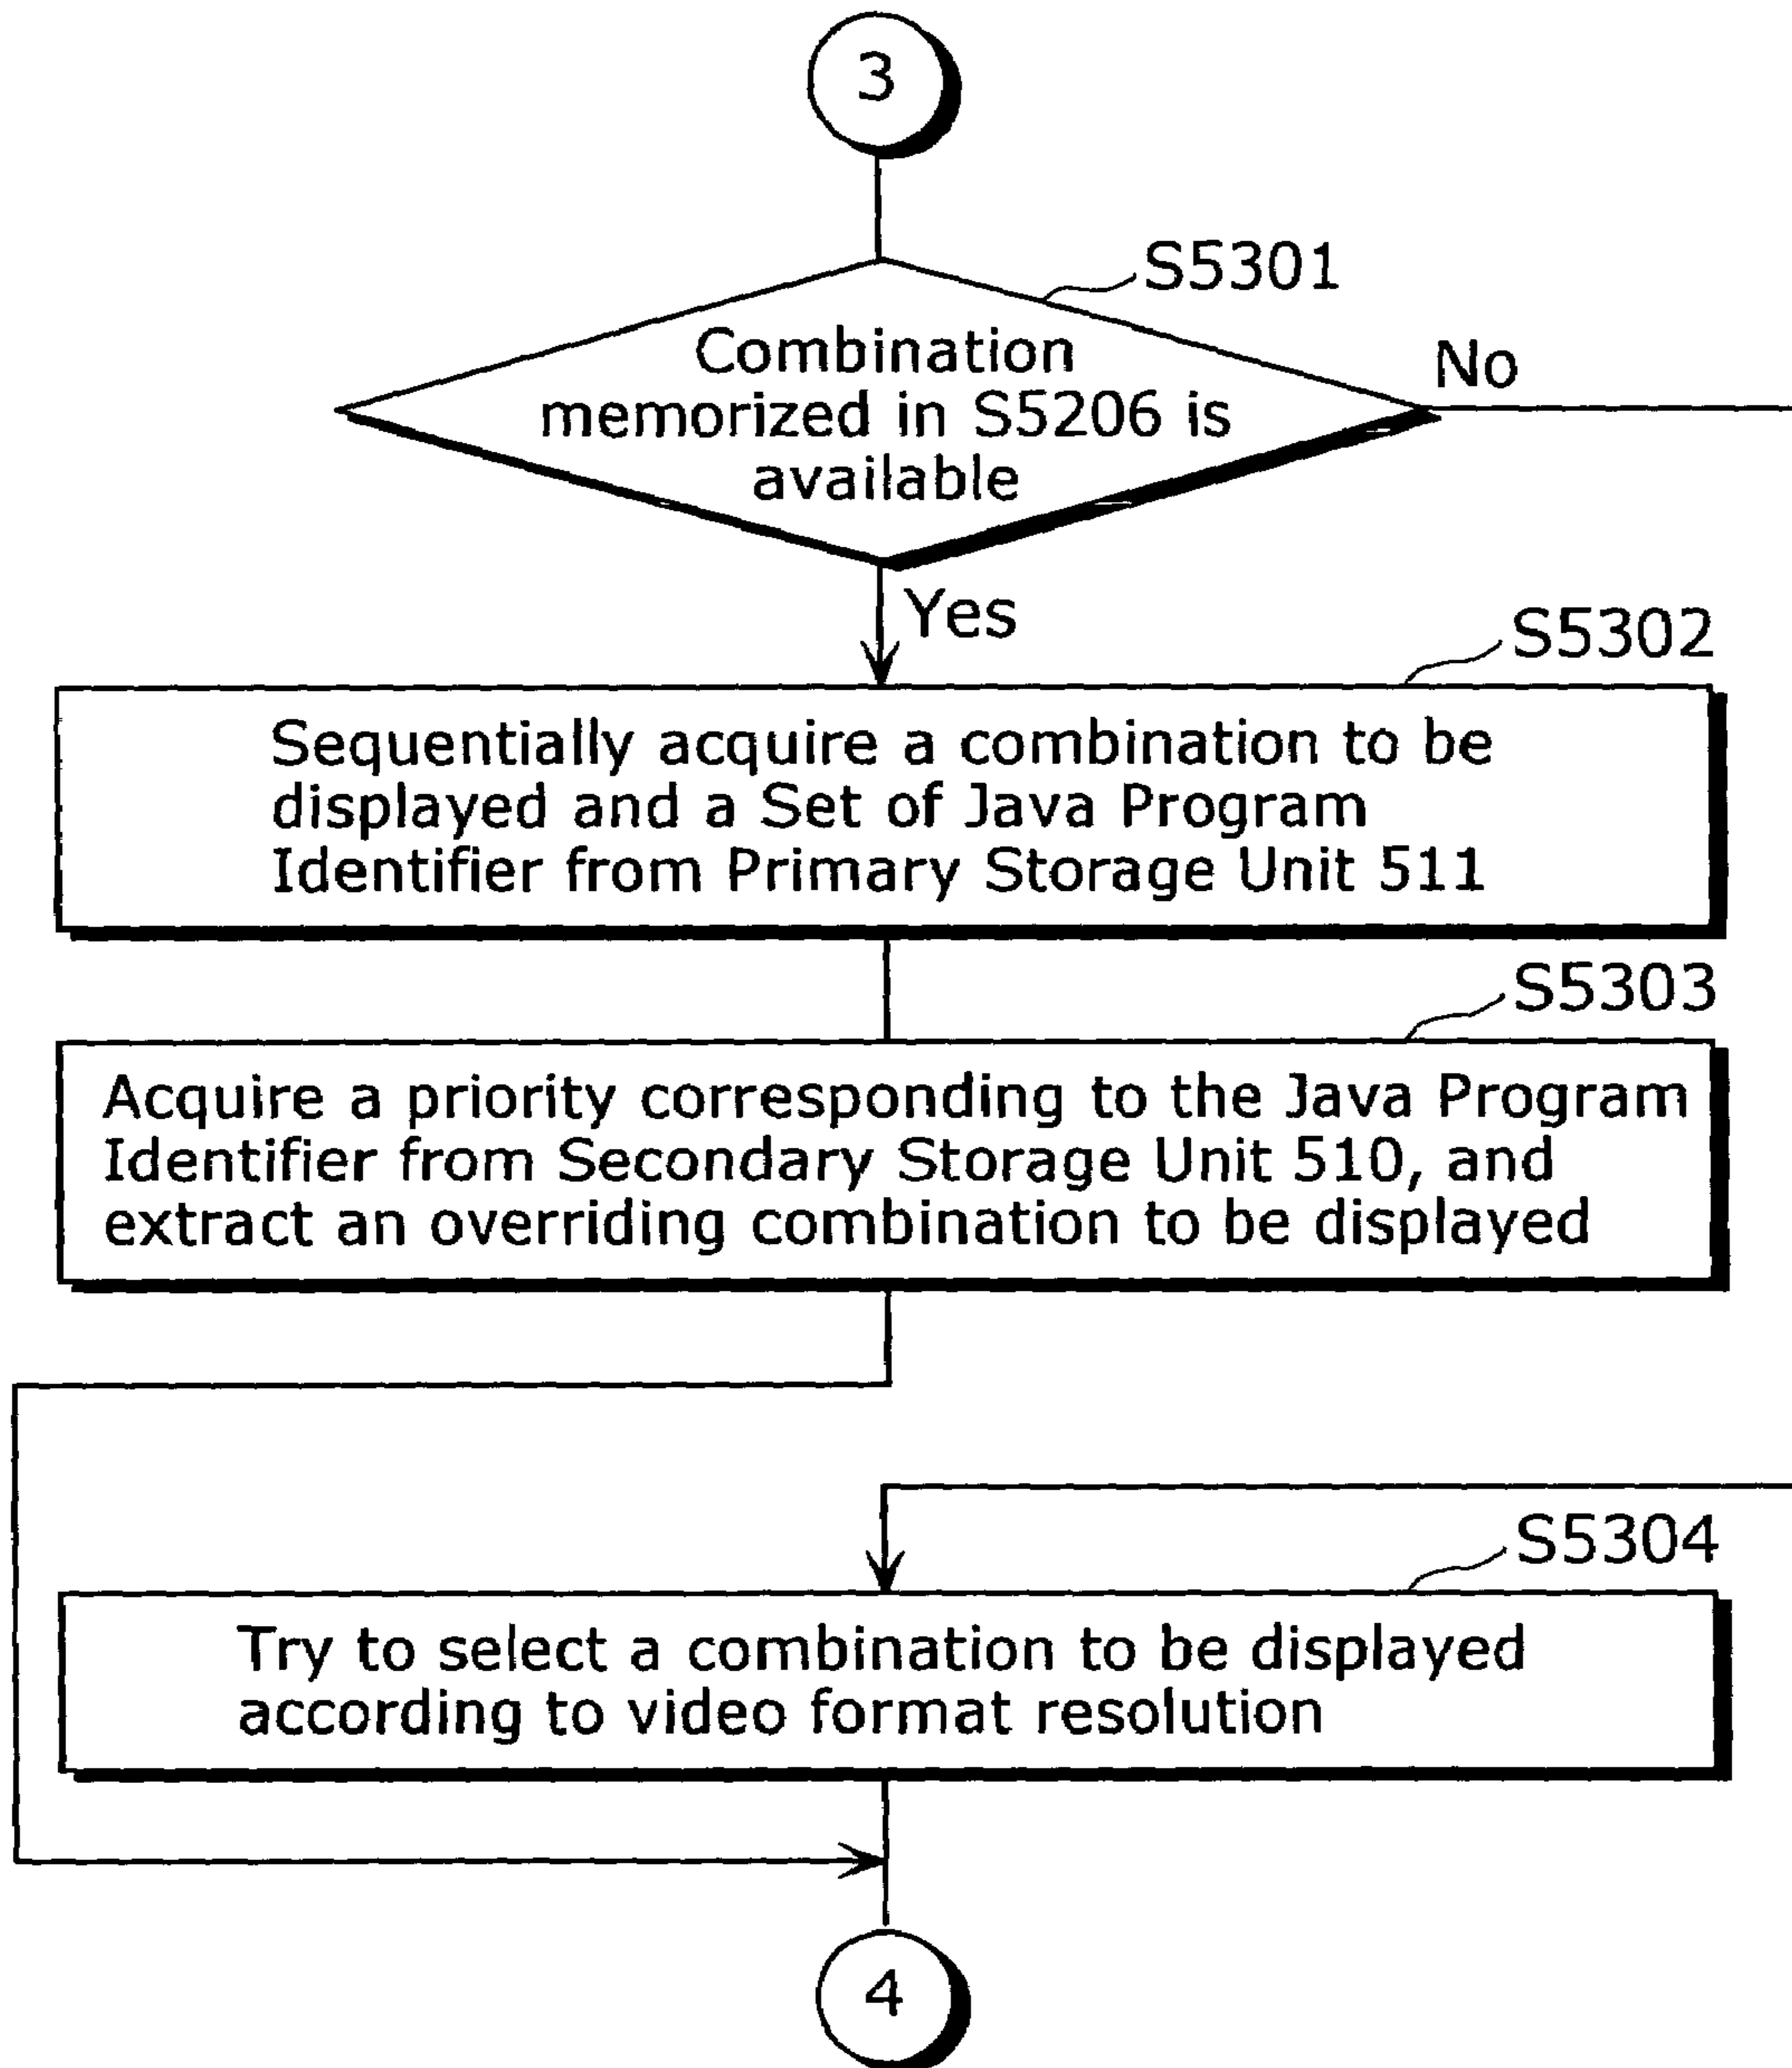 3
S5301
Combination
memorized in S5206 is
available
No
Yes
S5302
Sequentially acquire a combination to be
displayed and a Set of Java Program
Identifier from Primary Storage Unit 511
S5303
Acquire a priority corresponding to the Java Program
Identifier from Secondary Storage Unit 510, and
extract an overriding combination to be displayed
S5304
Try to select a combination to be displayed
according to video format resolution
4